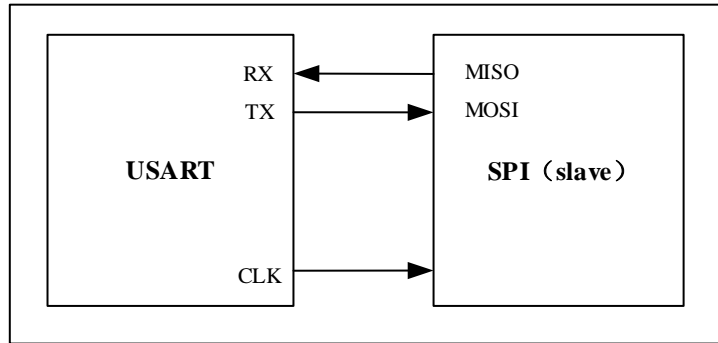 RX
MISO
TX
MOSI
USART
SPI（slave）
CLK